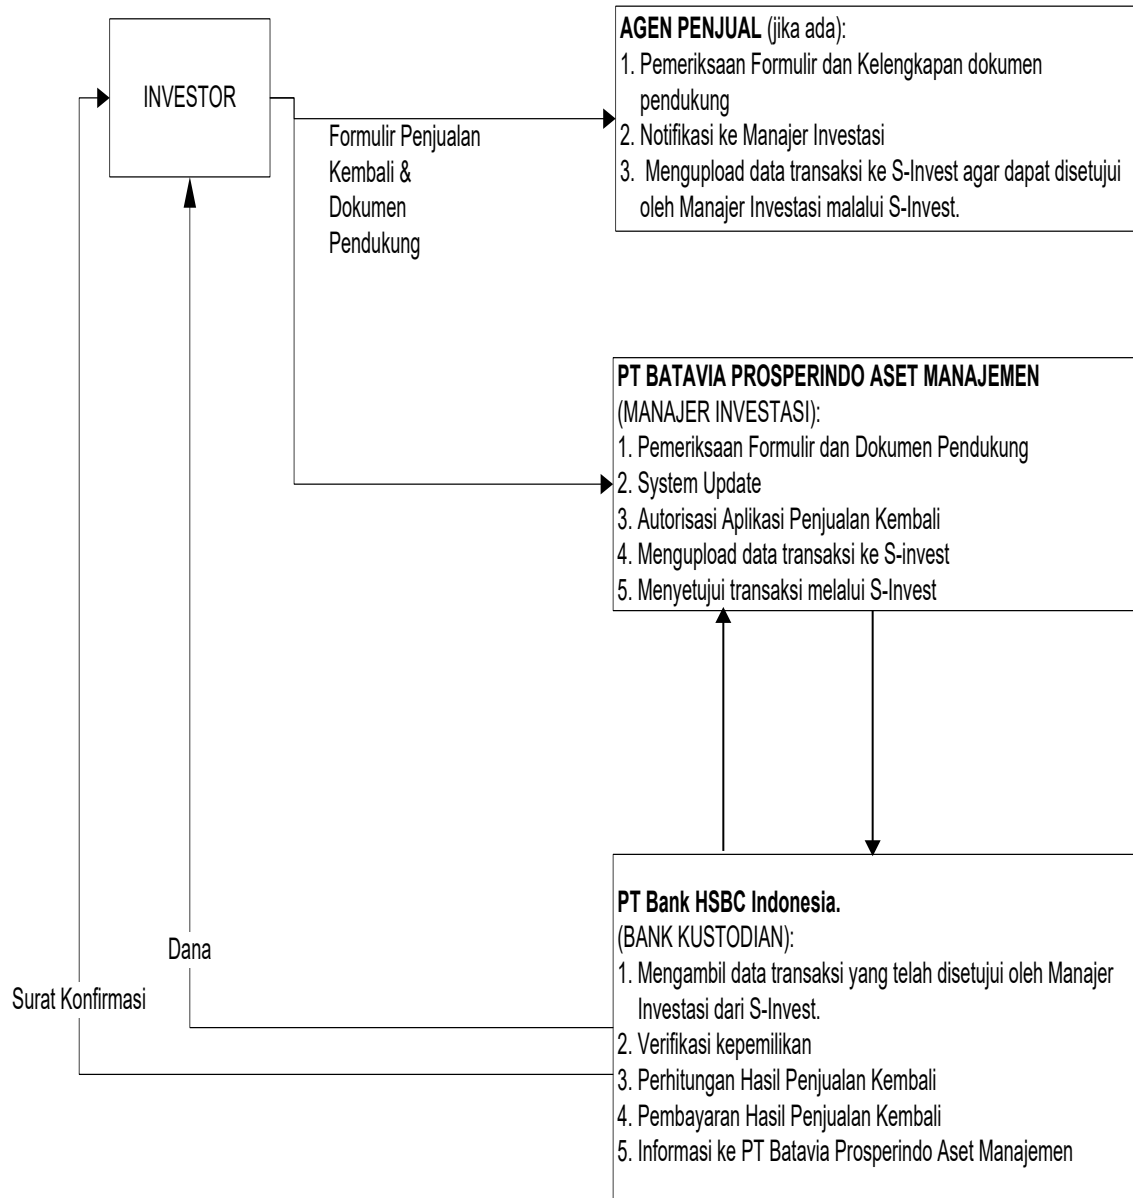 INVESTOR
Formulir Penjualan
Kembali &
Dokumen
Pendukung
AGEN PENJUAL (jika ada):
1. Pemeriksaan Formulir dan Kelengkapan dokumen
pendukung
2. Notifikasi ke Manajer Investasi
3. Mengupload data transaksi ke S-Invest agar dapat disetujui
oleh Manajer Investasi malalui S-Invest.
PT BATAVIA PROSPERINDO ASET MANAJEMEN
(MANAJER INVESTASI):
1. Pemeriksaan Formulir dan Dokumen Pendukung
2. System Update
3. Autorisasi Aplikasi Penjualan Kembali
4. Mengupload data transaksi ke S-invest
5. Menyetujui transaksi melalui S-Invest
Dana
Surat Konfirmasi
PT Bank HSBC Indonesia.
(BANK KUSTODIAN):
1. Mengambil data transaksi yang telah disetujui oleh Manajer
Investasi dari S-Invest.
2. Verifikasi kepemilikan
3. Perhitungan Hasil Penjualan Kembali
4. Pembayaran Hasil Penjualan Kembali
5. Informasi ke PT Batavia Prosperindo Aset Manajemen